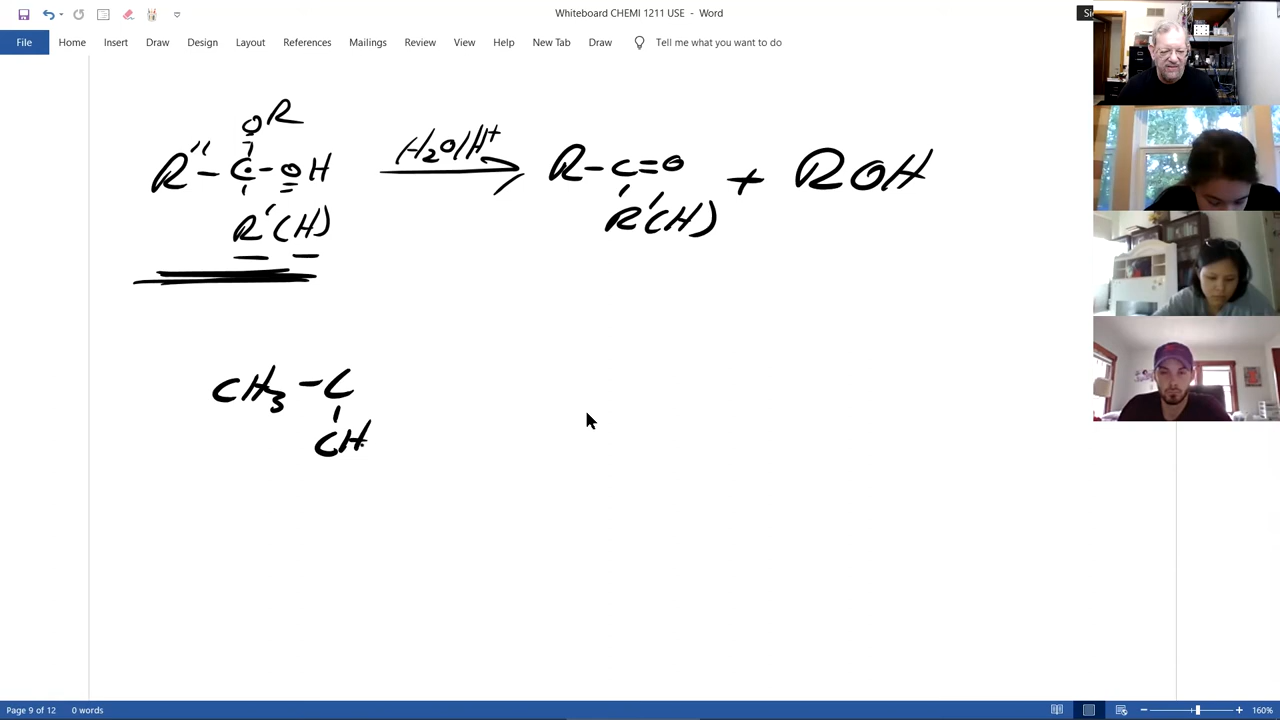 Whiteboard CHEMI 1211 USE - Word
File Home Insert Draw Design Layout References Mailings Review View Help New Tab Draw Tell me what you want to do
OR
R" - C - OH H2O/H+ R - C = O + ROH
R'(H) R'(H)
CH3 - C
CH
Page 9 of 12 0 words 160%